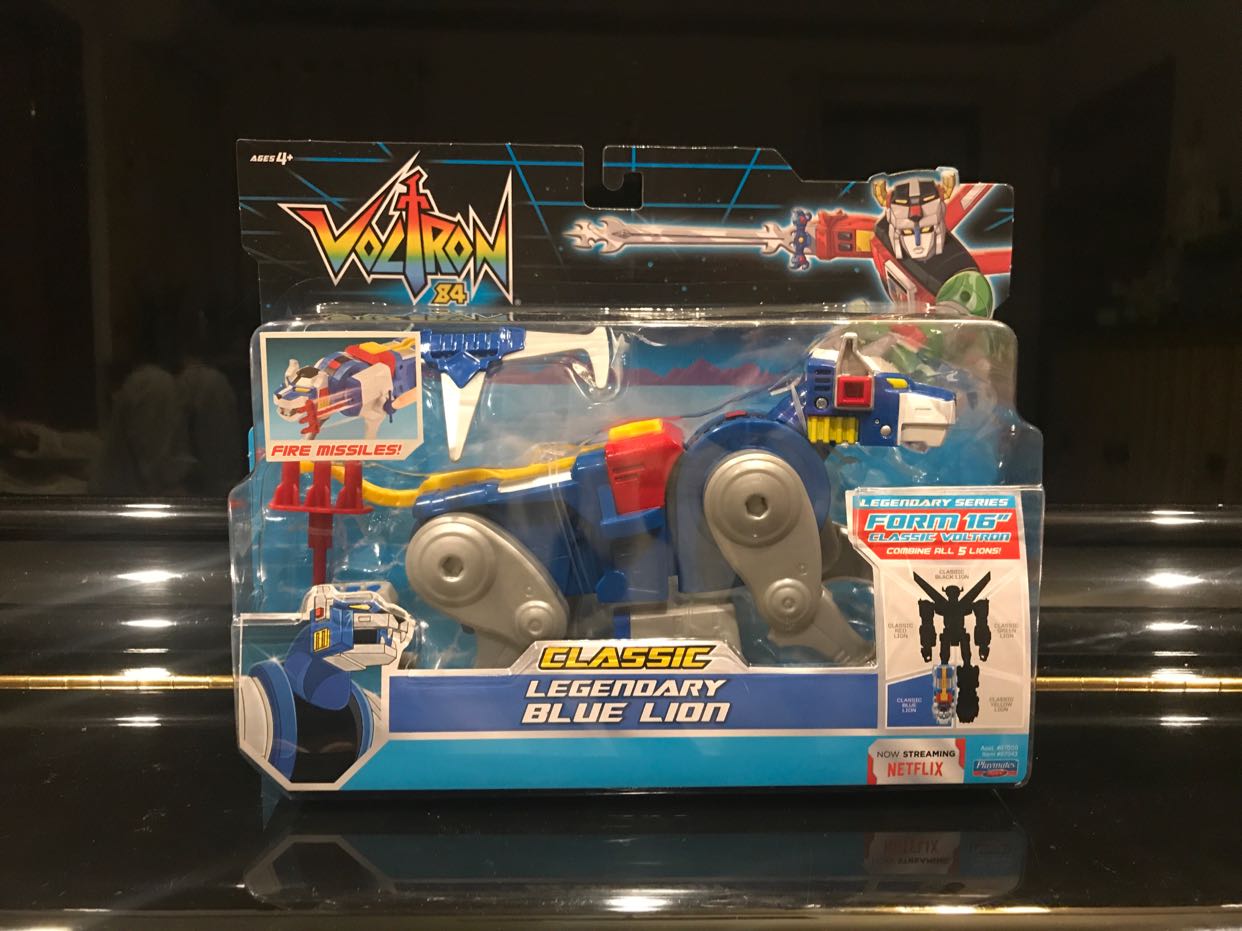 AGES 4+
VOLTRON
84
FIRE MISSILES!
LEGENDARY SERIES
FORM 16"
CLASSIC VOLTRON
COMBINE ALL 5 LIONS!
CLASSIC
BLACK LION
CLASSIC
RED
LION
CLASSIC
GREEN
LION
CLASSIC
BLUE
LION
CLASSIC
YELLOW
LION
CLASSIC
LEGENDARY
BLUE LION
NOW STREAMING
NETFLIX
Playmates